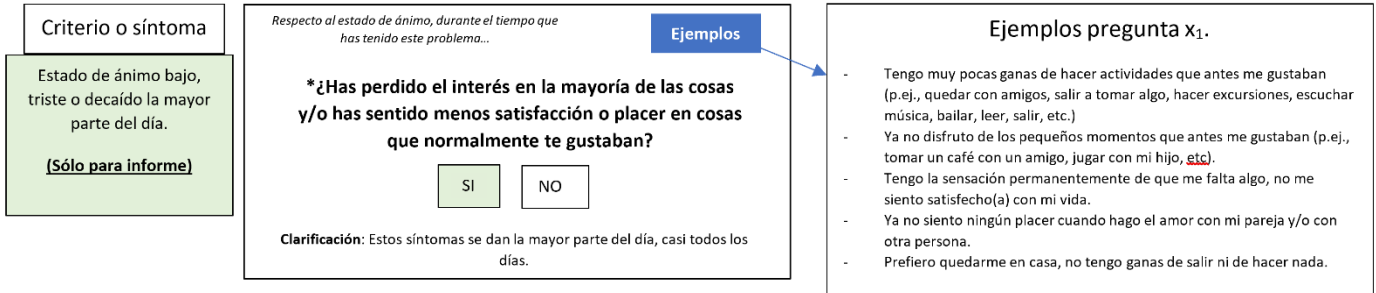 Criterio o síntoma
Estado de ánimo bajo,
triste o decaído la mayor
parte del día.
(Sólo para informe)
Respecto al estado de ánimo, durante el tiempo que
has tenido este problema...
Ejemplos
*¿Has perdido el interés en la mayoría de las cosas
y/o has sentido menos satisfacción o placer en cosas
que normalmente te gustaban?
SI
NO
Clarificación: Estos síntomas se dan la mayor parte del día, casi todos los
días.
Ejemplos pregunta x₁.
- Tengo muy pocas ganas de hacer actividades que antes me gustaban
(p.ej., quedar con amigos, salir a tomar algo, hacer excursiones, escuchar
música, bailar, leer, salir, etc.)
- Ya no disfruto de los pequeños momentos que antes me gustaban (p.ej.,
tomar un café con un amigo, jugar con mi hijo, etc).
- Tengo la sensación permanentemente de que me falta algo, no me
siento satisfecho(a) con mi vida.
- Ya no siento ningún placer cuando hago el amor con mi pareja y/o con
otra persona.
- Prefiero quedarme en casa, no tengo ganas de salir ni de hacer nada.